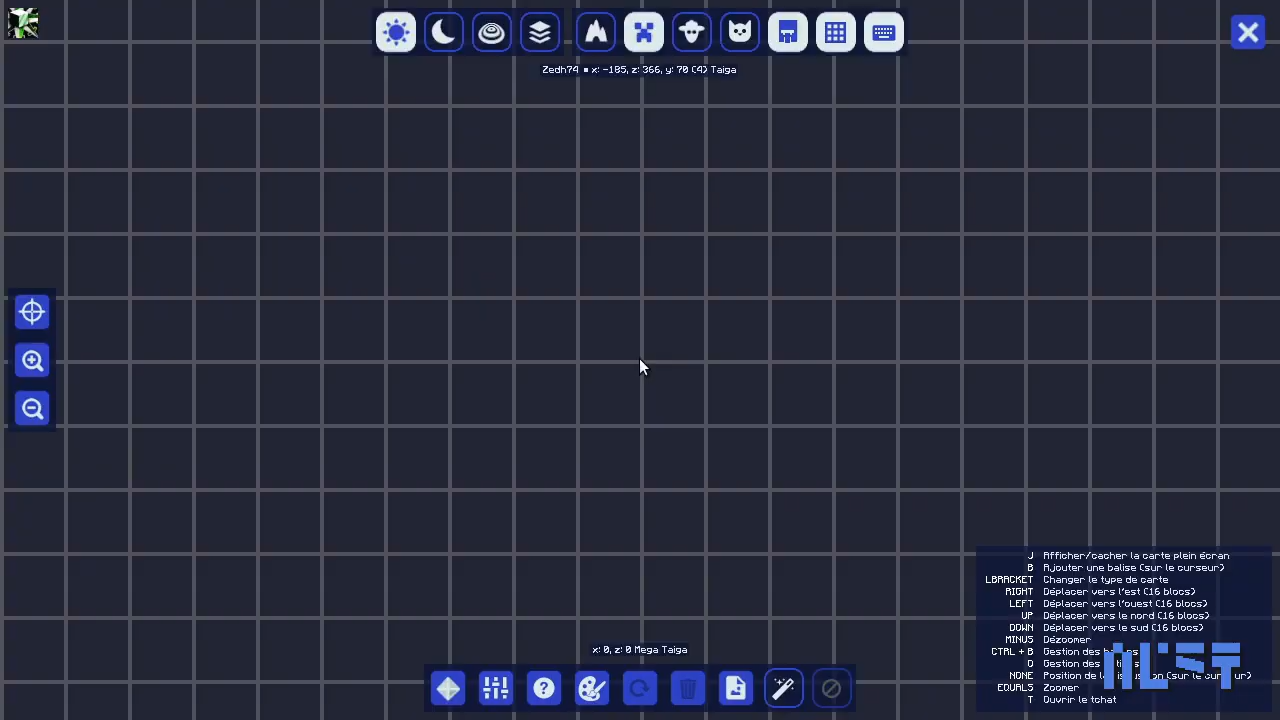 Zedh74 ▪ x: -185, z: 366, y: 70 (4) Taiga
J Afficher/cacher la carte plein écran
B Ajouter une balise (sur le curseur)
LBRACKET Changer le type de carte
RIGHT Déplacer vers l'est (16 blocs)
LEFT Déplacer vers l'ouest (16 blocs)
UP Déplacer vers le nord (16 blocs)
DOWN Déplacer vers le sud (16 blocs)
MINUS Dézoomer
CTRL + B Gestion des
O Gestion des
NONE Position de (sur le
EQUALS Zoomer
T Ouvrir le tchat
x: 0, z: 0 Mega Taiga